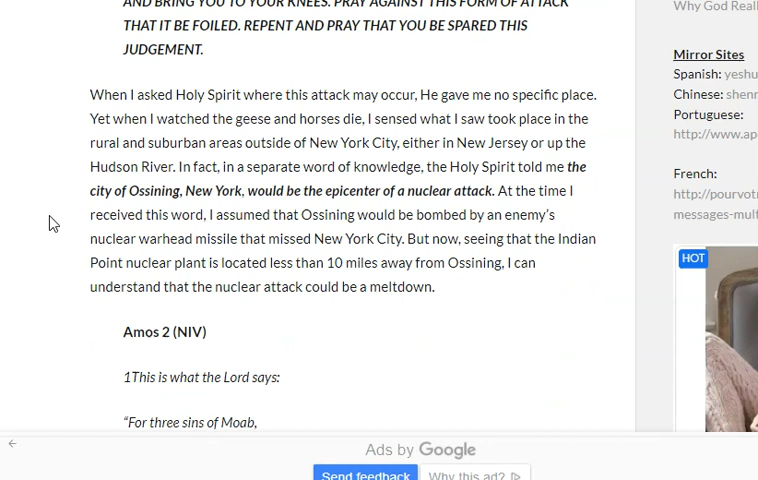 AND BRING YOU TO YOUR KNEES. PRAY AGAINST THIS FORM OF ATTACK
THAT IT BE FOILED. REPENT AND PRAY THAT YOU BE SPARED THIS
JUDGEMENT.
When I asked Holy Spirit where this attack may occur, He gave me no specific place.
Yet when I watched the geese and horses die, I sensed what I saw took place in the
rural and suburban areas outside of New York City, either in New Jersey or up the
Hudson River. In fact, in a separate word of knowledge, the Holy Spirit told me the
city of Ossining, New York, would be the epicenter of a nuclear attack. At the time I
received this word, I assumed that Ossining would be bombed by an enemy’s
nuclear warhead missile that missed New York City. But now, seeing that the Indian
Point nuclear plant is located less than 10 miles away from Ossining, I can
understand that the nuclear attack could be a meltdown.
Amos 2 (NIV)
1This is what the Lord says:
“For three sins of Moab,
Why God Reall
Mirror Sites
Spanish: yeshu
Chinese: shenr
Portuguese:
http://www.ap
French:
http://pourvotr
messages-mult
HOT
Ads by Google
Send feedback
Why this ad?